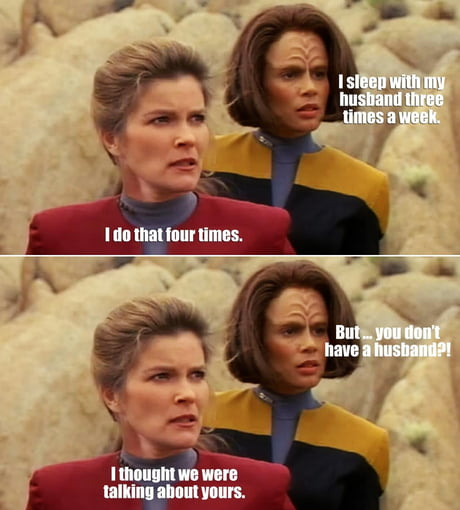 I sleep with my
husband three
times a week.
I do that four times.
But ... you don't
have a husband?!
I thought we were
talking about yours.